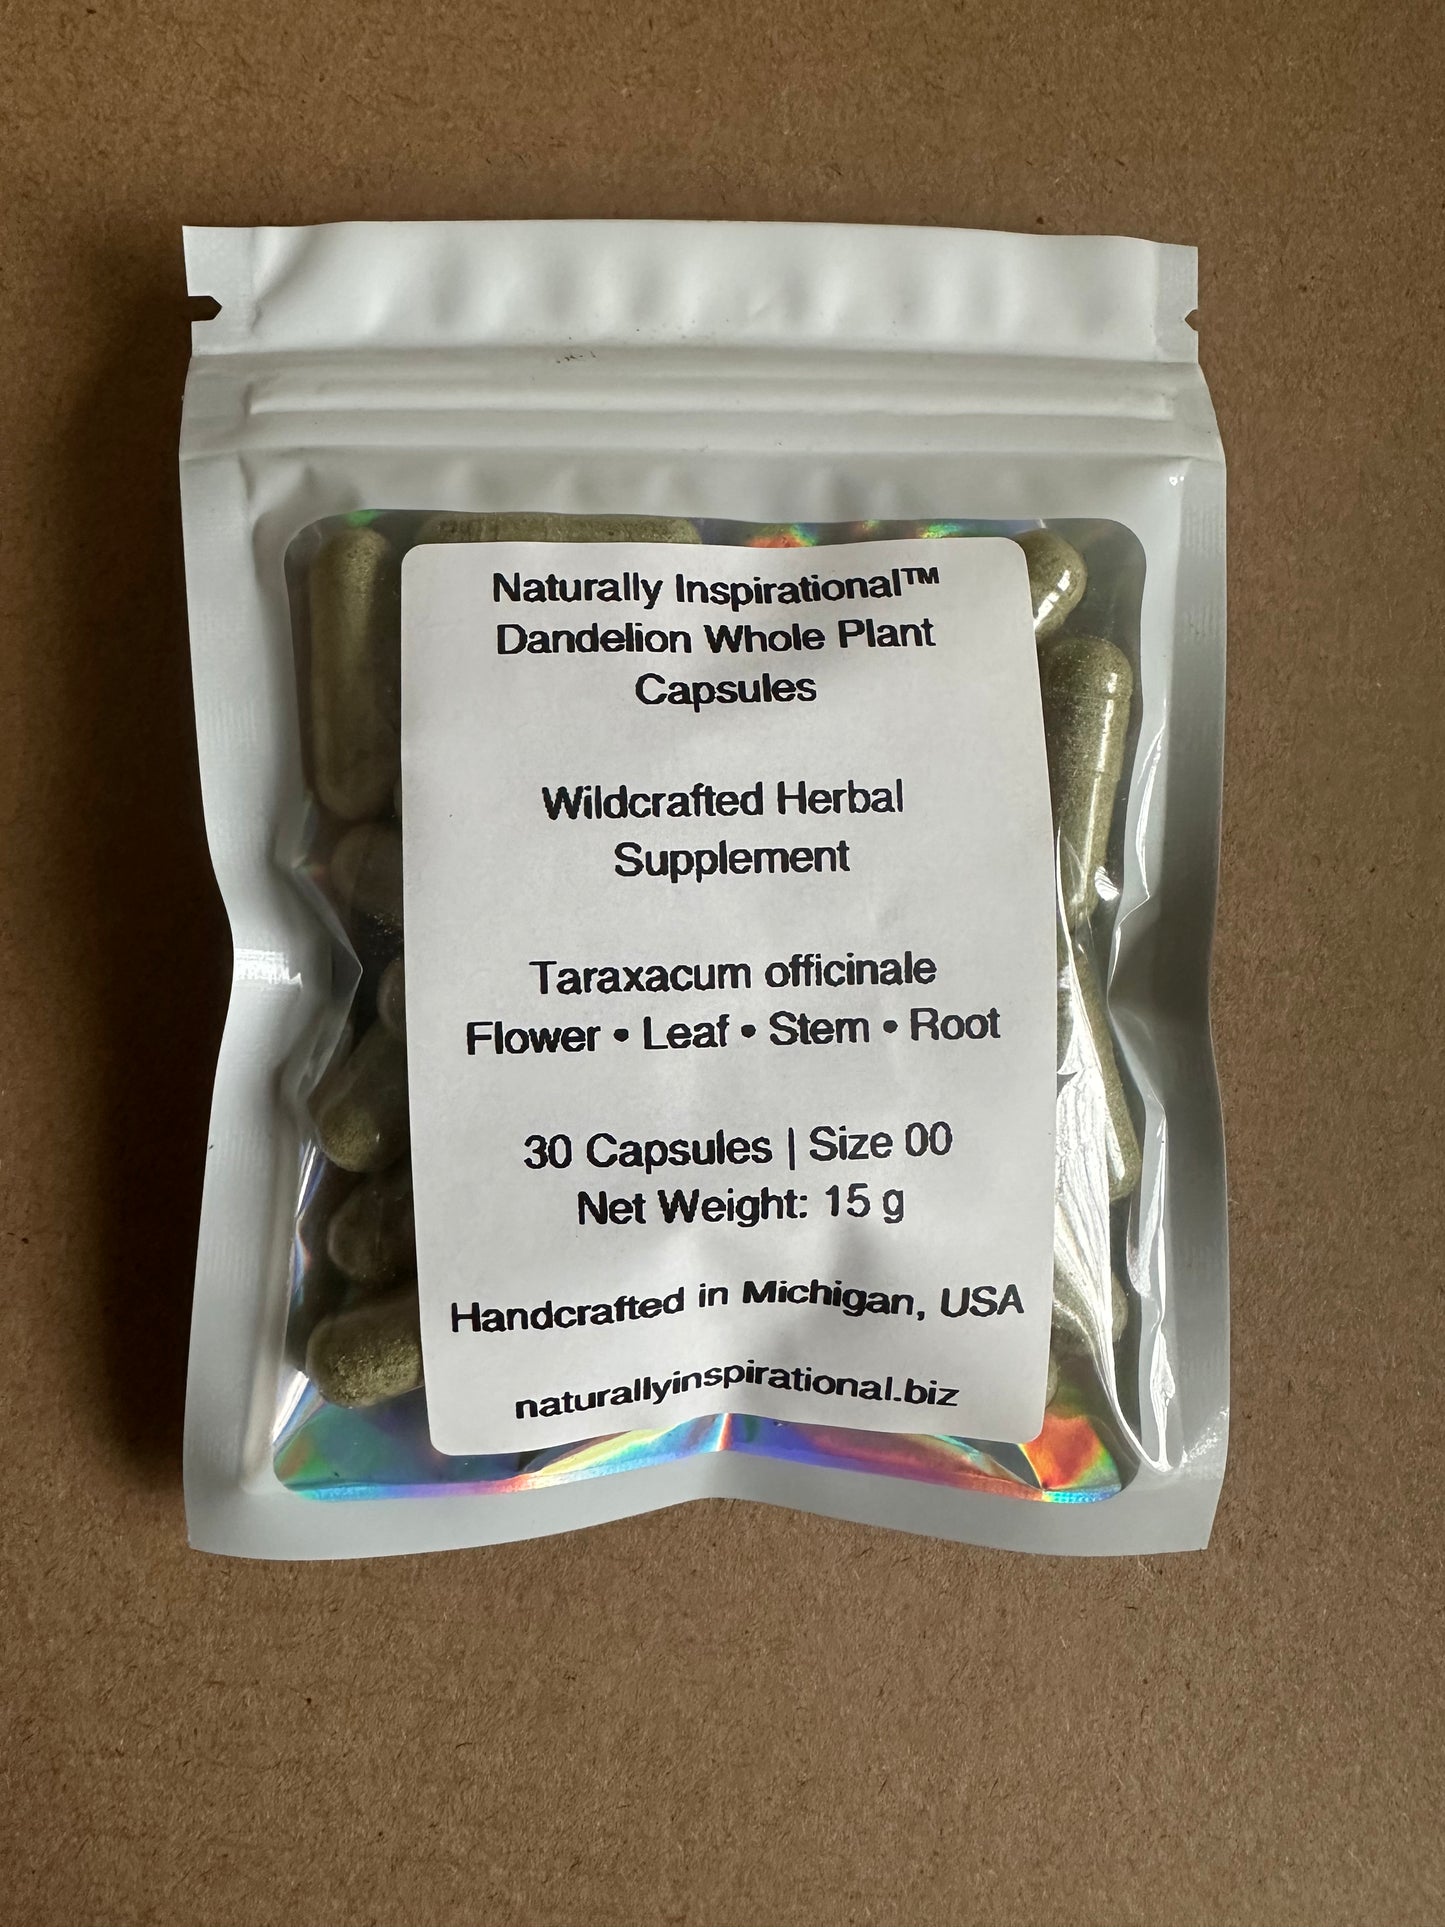 Naturally Inspirational™
Dandelion Whole Plant
Capsules
Wildcrafted Herbal
Supplement
Taraxacum officinale
Flower • Leaf • Stem • Root
30 Capsules | Size 00
Net Weight: 15 g
Handcrafted in Michigan, USA
naturallyinspirational.biz